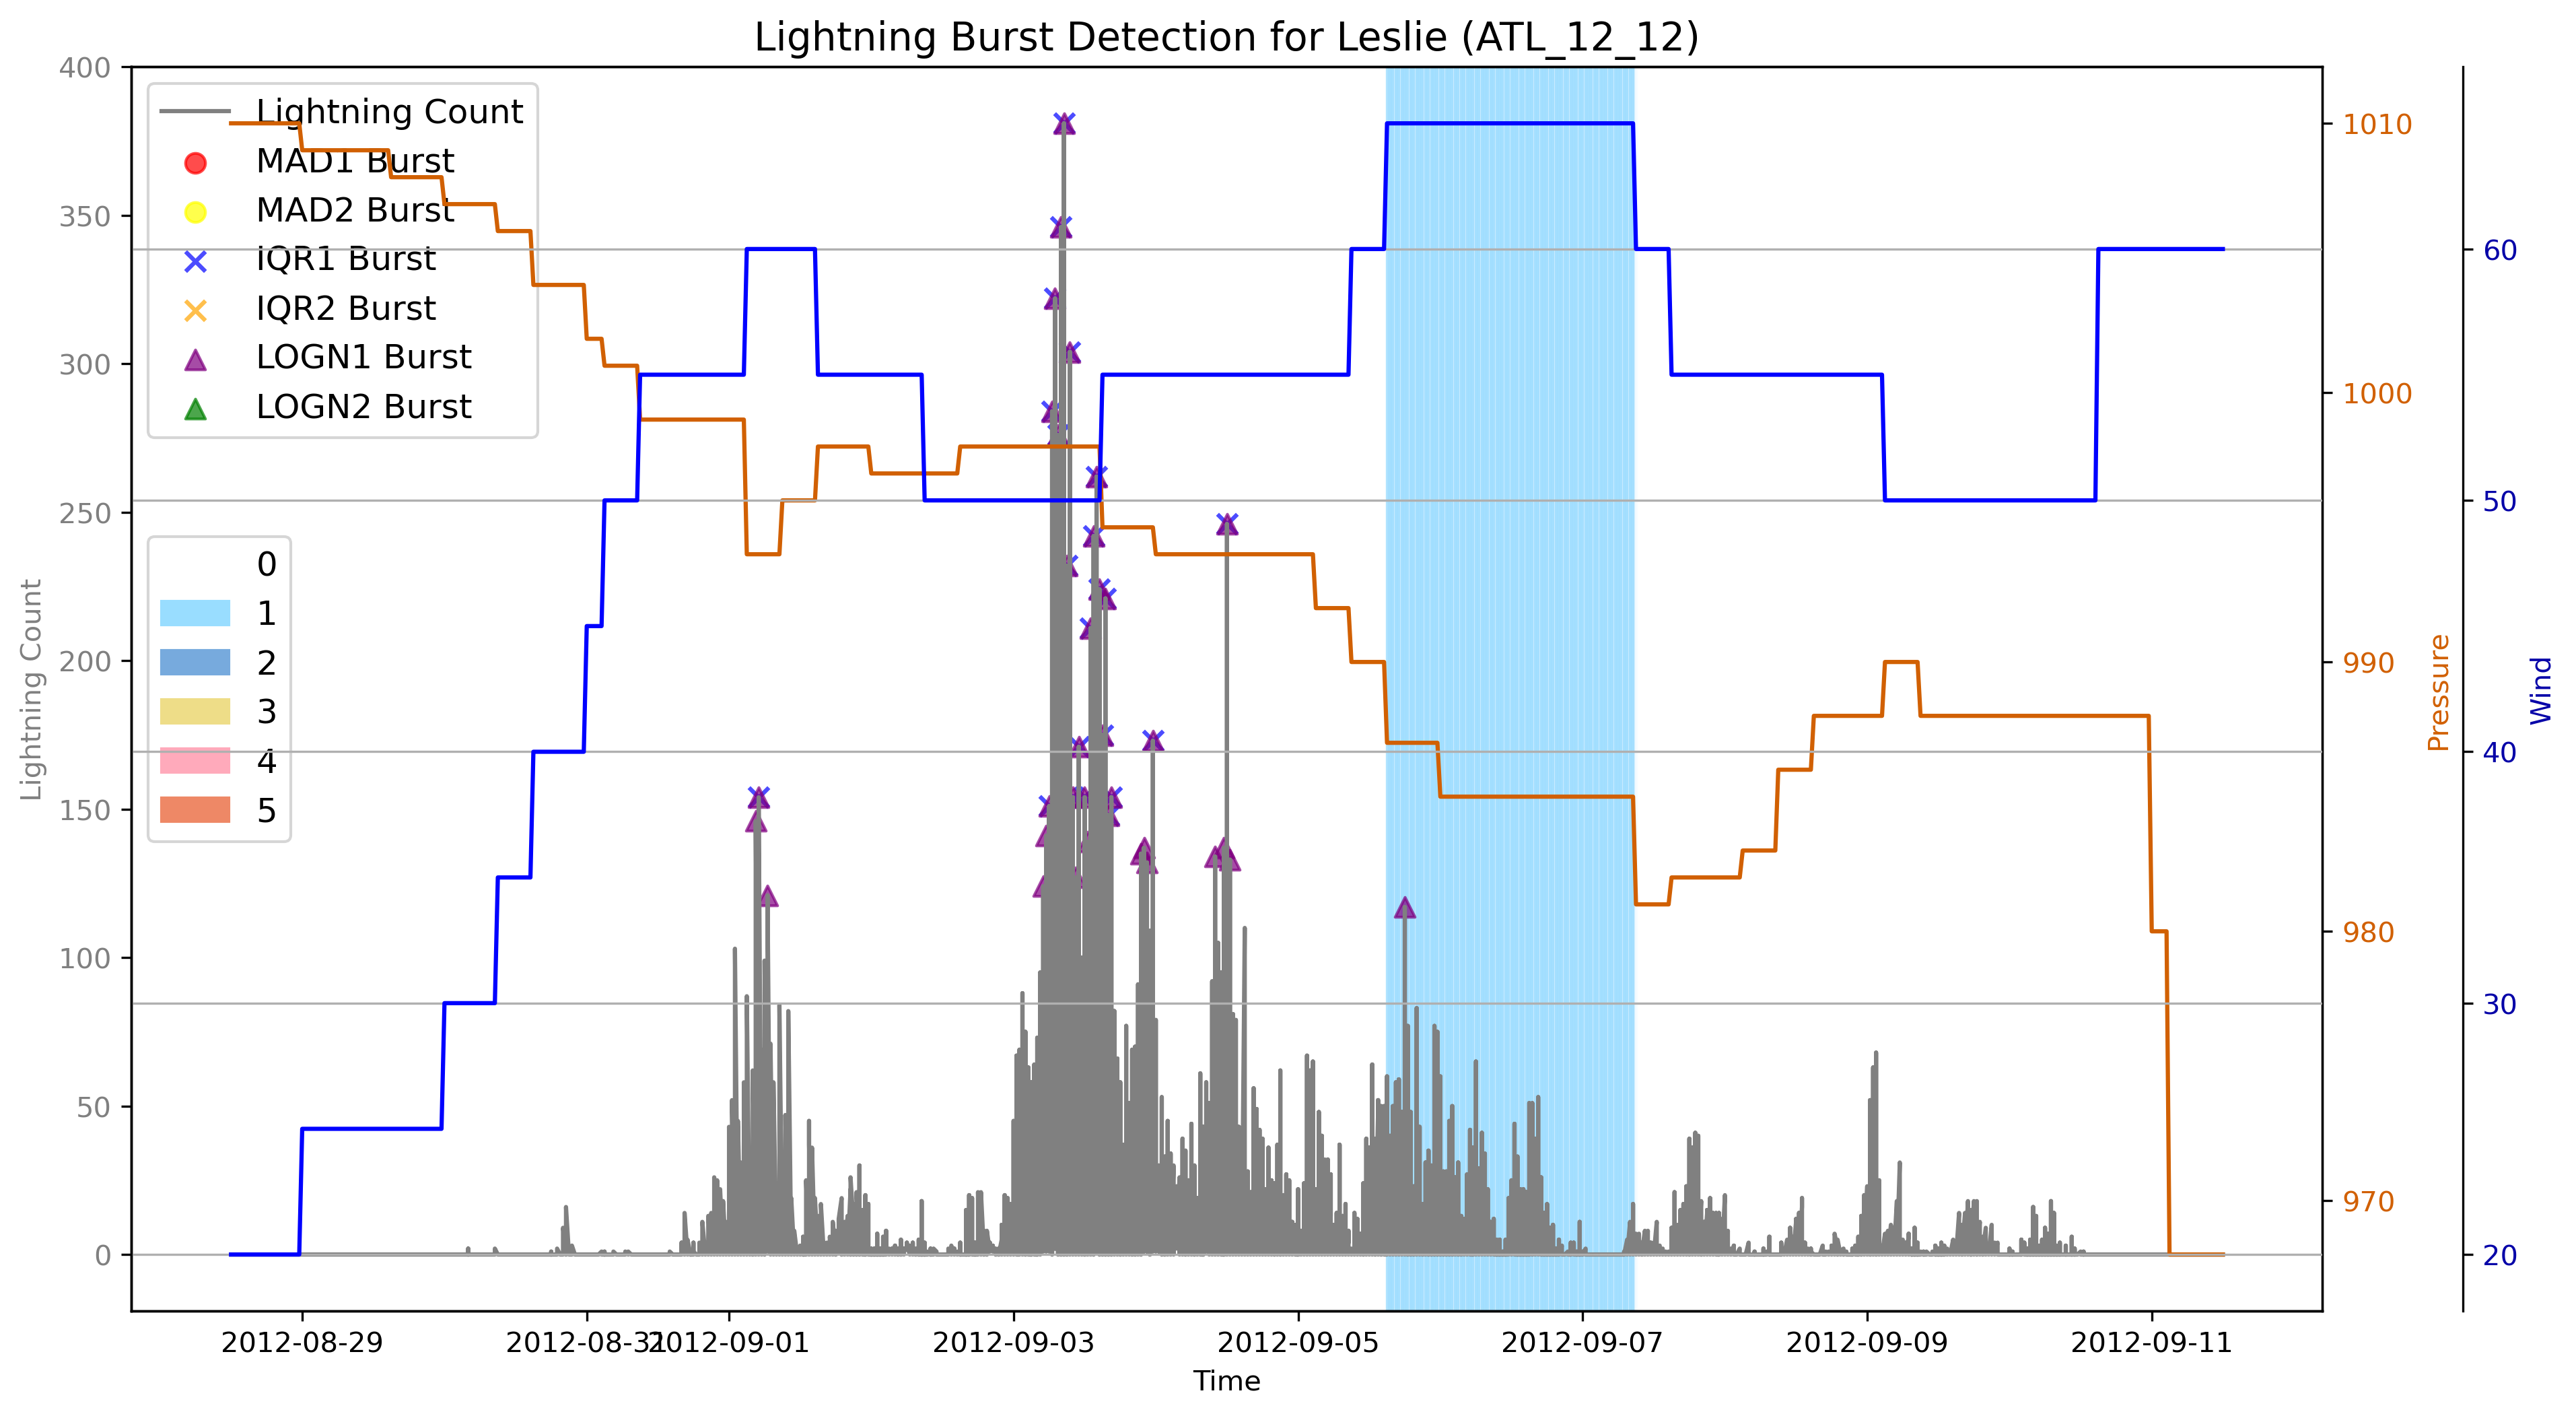 Lightning Burst Detection for Leslie (ATL_12_12)
Lightning Count
MAD1 Burst
MAD2 Burst
IQR1 Burst
IQR2 Burst
LOGN1 Burst
LOGN2 Burst
0
1
2
3
4
5
400
350
300
250
200
150
100
50
0
Lightning Count
1010
1000
990
980
970
Pressure
60
50
40
30
20
Wind
2012-08-29
2012-08-31
2012-09-01
2012-09-03
2012-09-05
2012-09-07
2012-09-09
2012-09-11
Time